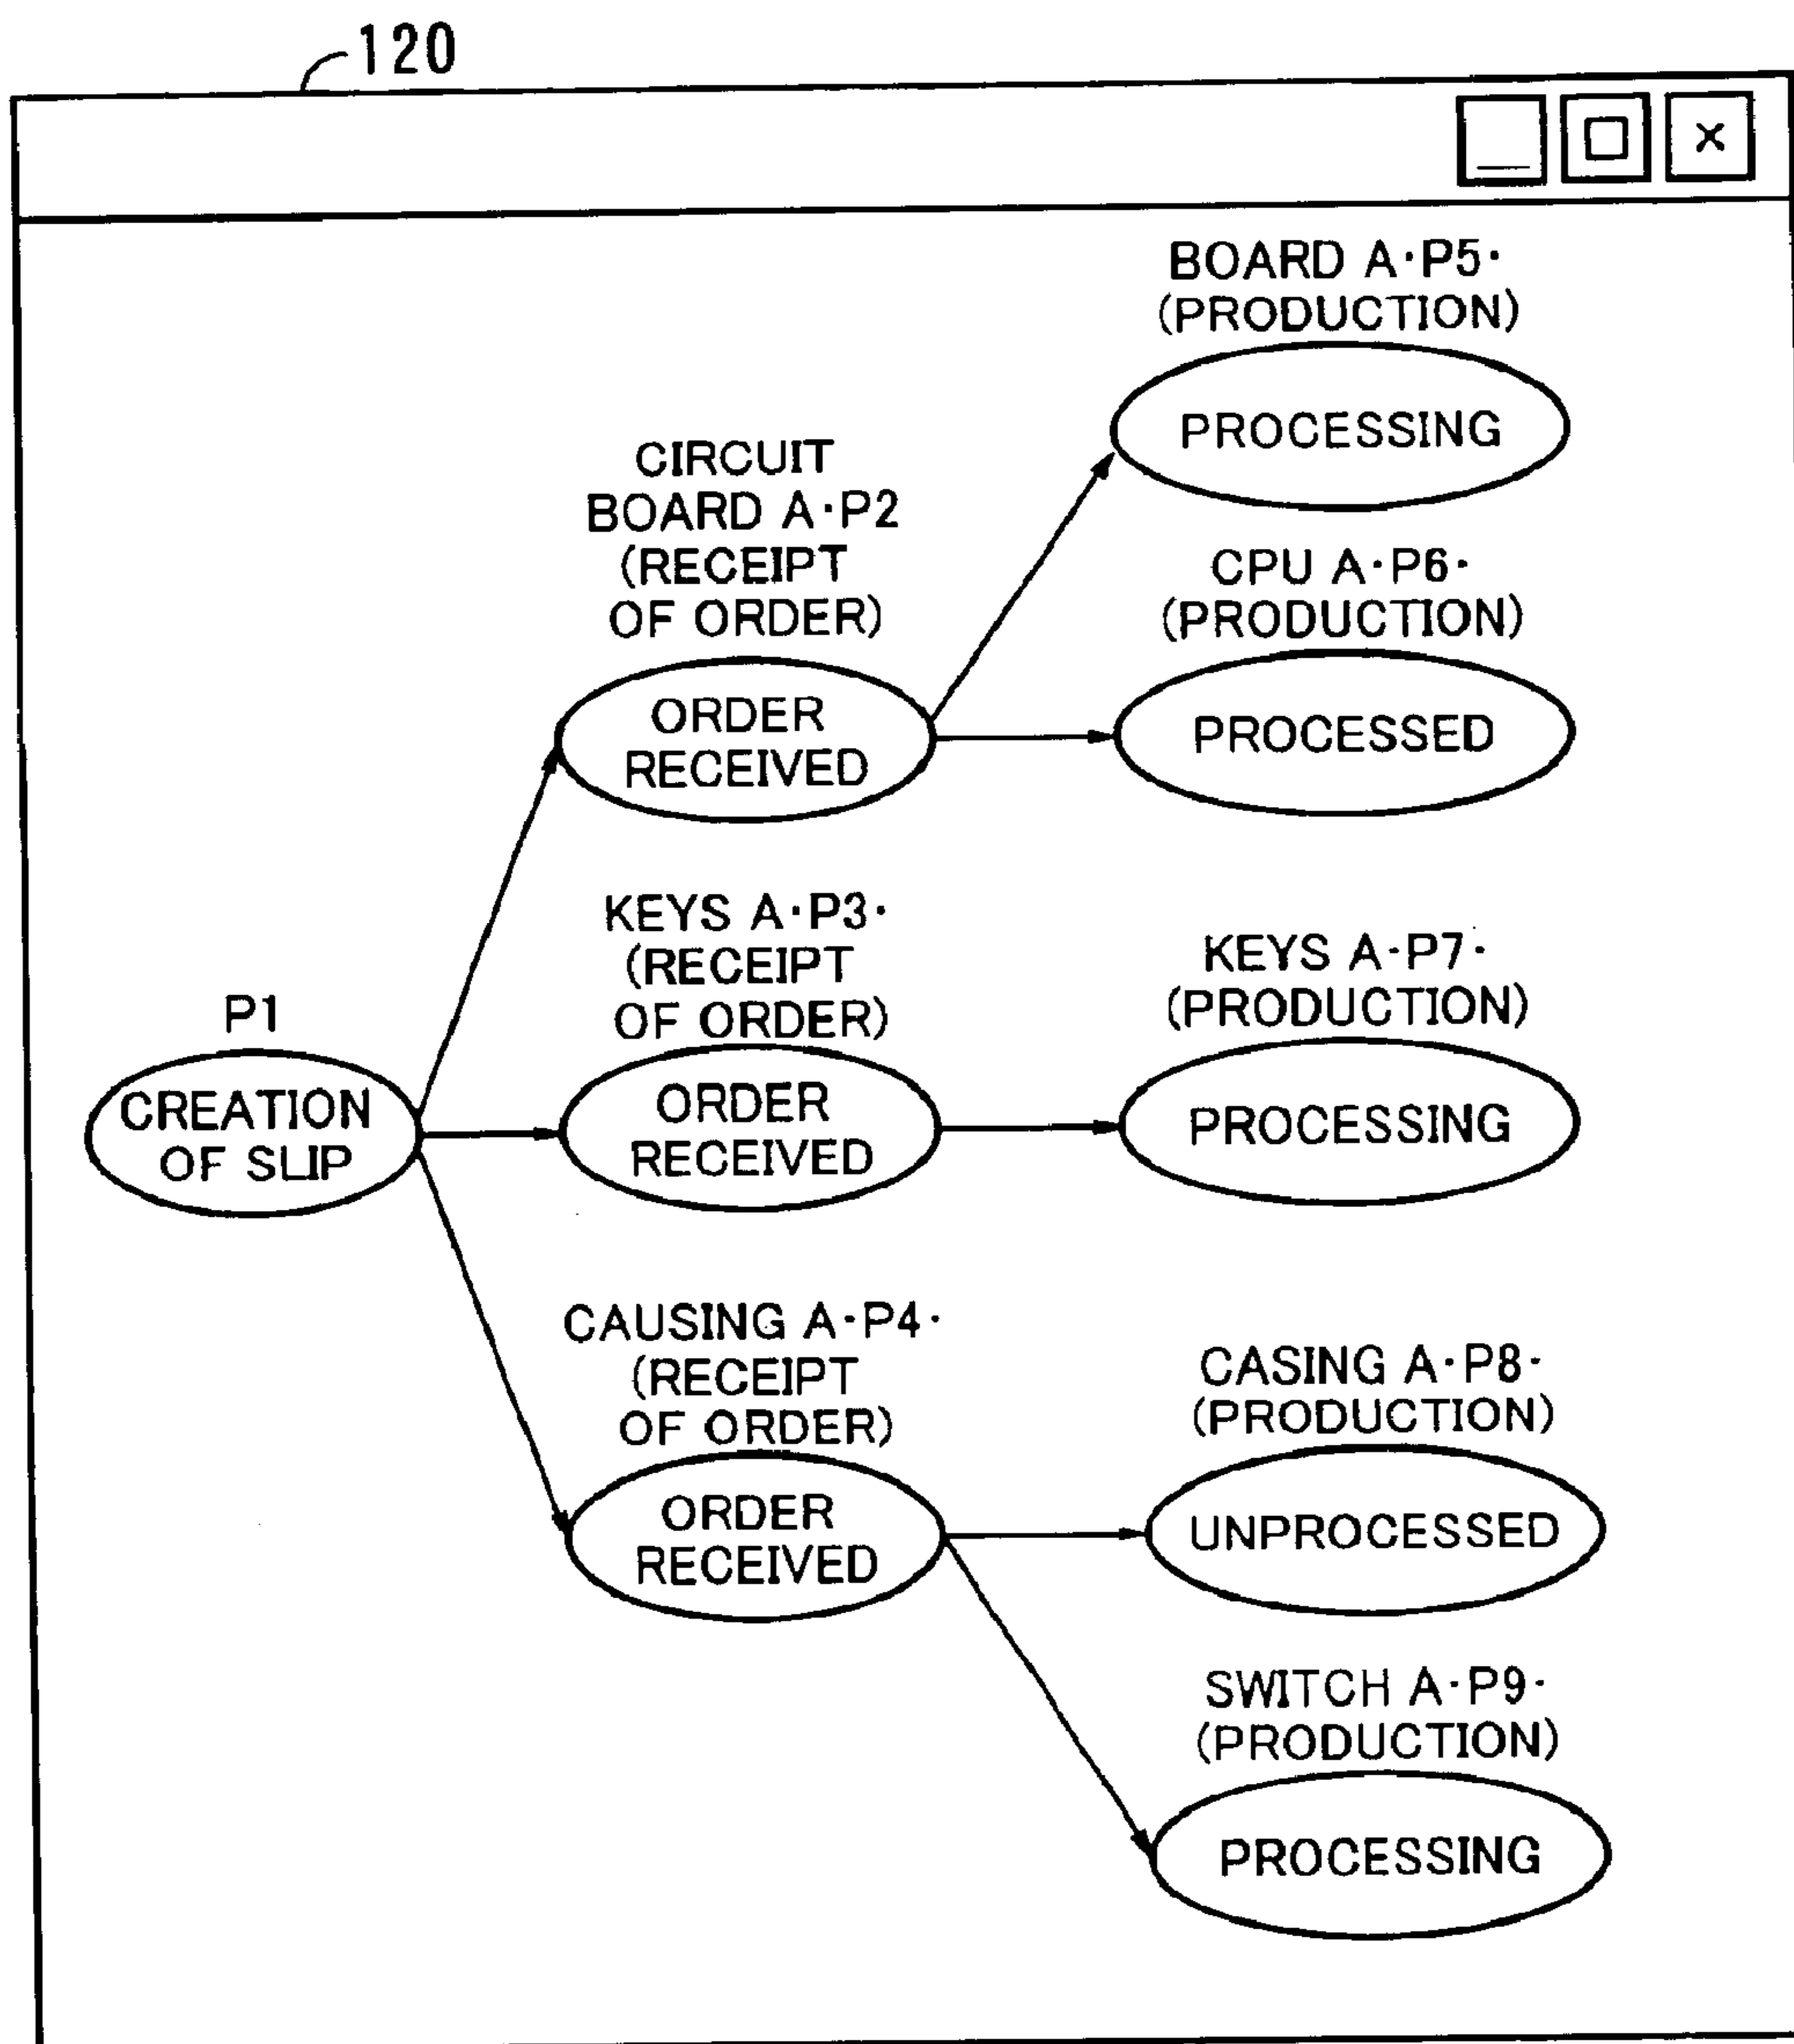 120
BOARD A·P5·
(PRODUCTION)
PROCESSING
CIRCUIT
BOARD A·P2
(RECEIPT
OF ORDER)
ORDER
RECEIVED
CPU A·P6·
(PRODUCTION)
PROCESSED
P1
CREATION
OF SLIP
KEYS A·P3·
(RECEIPT
OF ORDER)
ORDER
RECEIVED
KEYS A·P7·
(PRODUCTION)
PROCESSING
CAUSING A·P4·
(RECEIPT
OF ORDER)
ORDER
RECEIVED
CASING A·P8·
(PRODUCTION)
UNPROCESSED
SWITCH A·P9·
(PRODUCTION)
PROCESSING